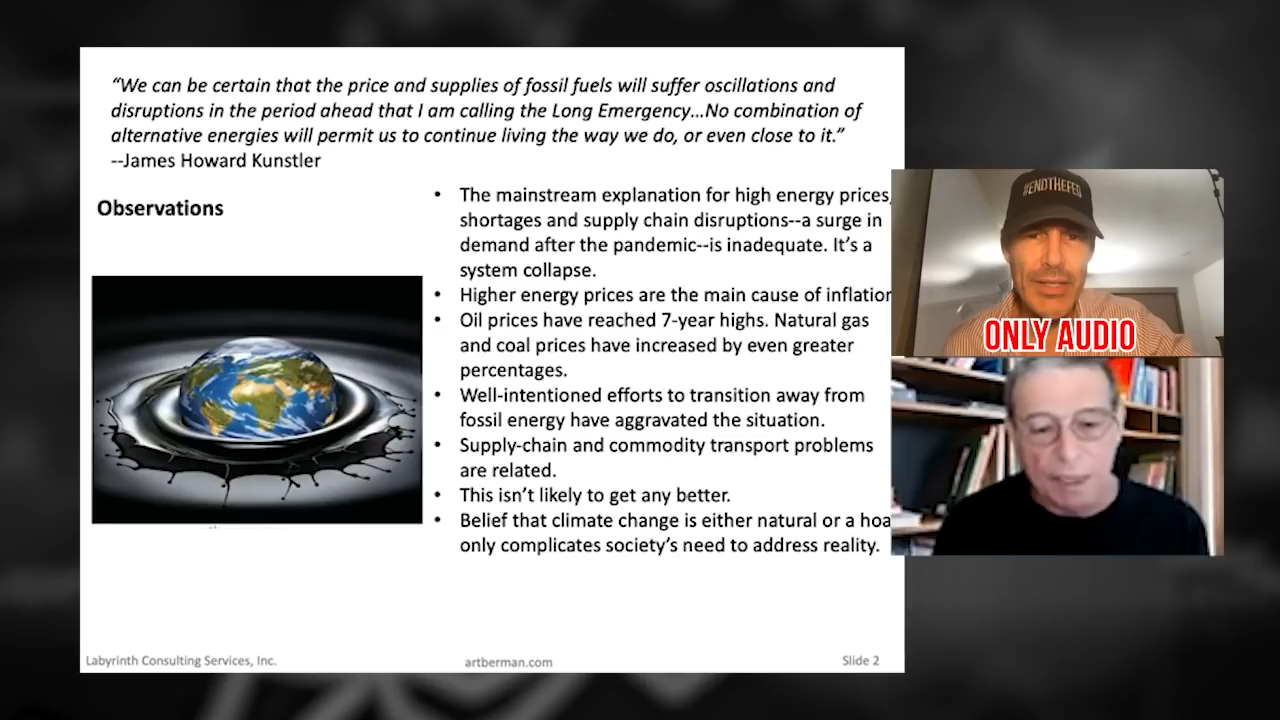 “We can be certain that the price and supplies of fossil fuels will suffer oscillations and
disruptions in the period ahead that I am calling the Long Emergency…No combination of
alternative energies will permit us to continue living the way we do, or even close to it.”
--James Howard Kunstler
Observations
• The mainstream explanation for high energy prices,
shortages and supply chain disruptions--a surge in
demand after the pandemic--is inadequate. It’s a
system collapse.
• Higher energy prices are the main cause of inflation
• Oil prices have reached 7-year highs. Natural gas
and coal prices have increased by even greater
percentages.
• Well-intentioned efforts to transition away from
fossil energy have aggravated the situation.
• Supply-chain and commodity transport problems
are related.
• This isn’t likely to get any better.
• Belief that climate change is either natural or a hoa
only complicates society’s need to address reality.
#ENDTHEFED
ONLY AUDIO
Labyrinth Consulting Services, Inc.
artberman.com
Slide 2